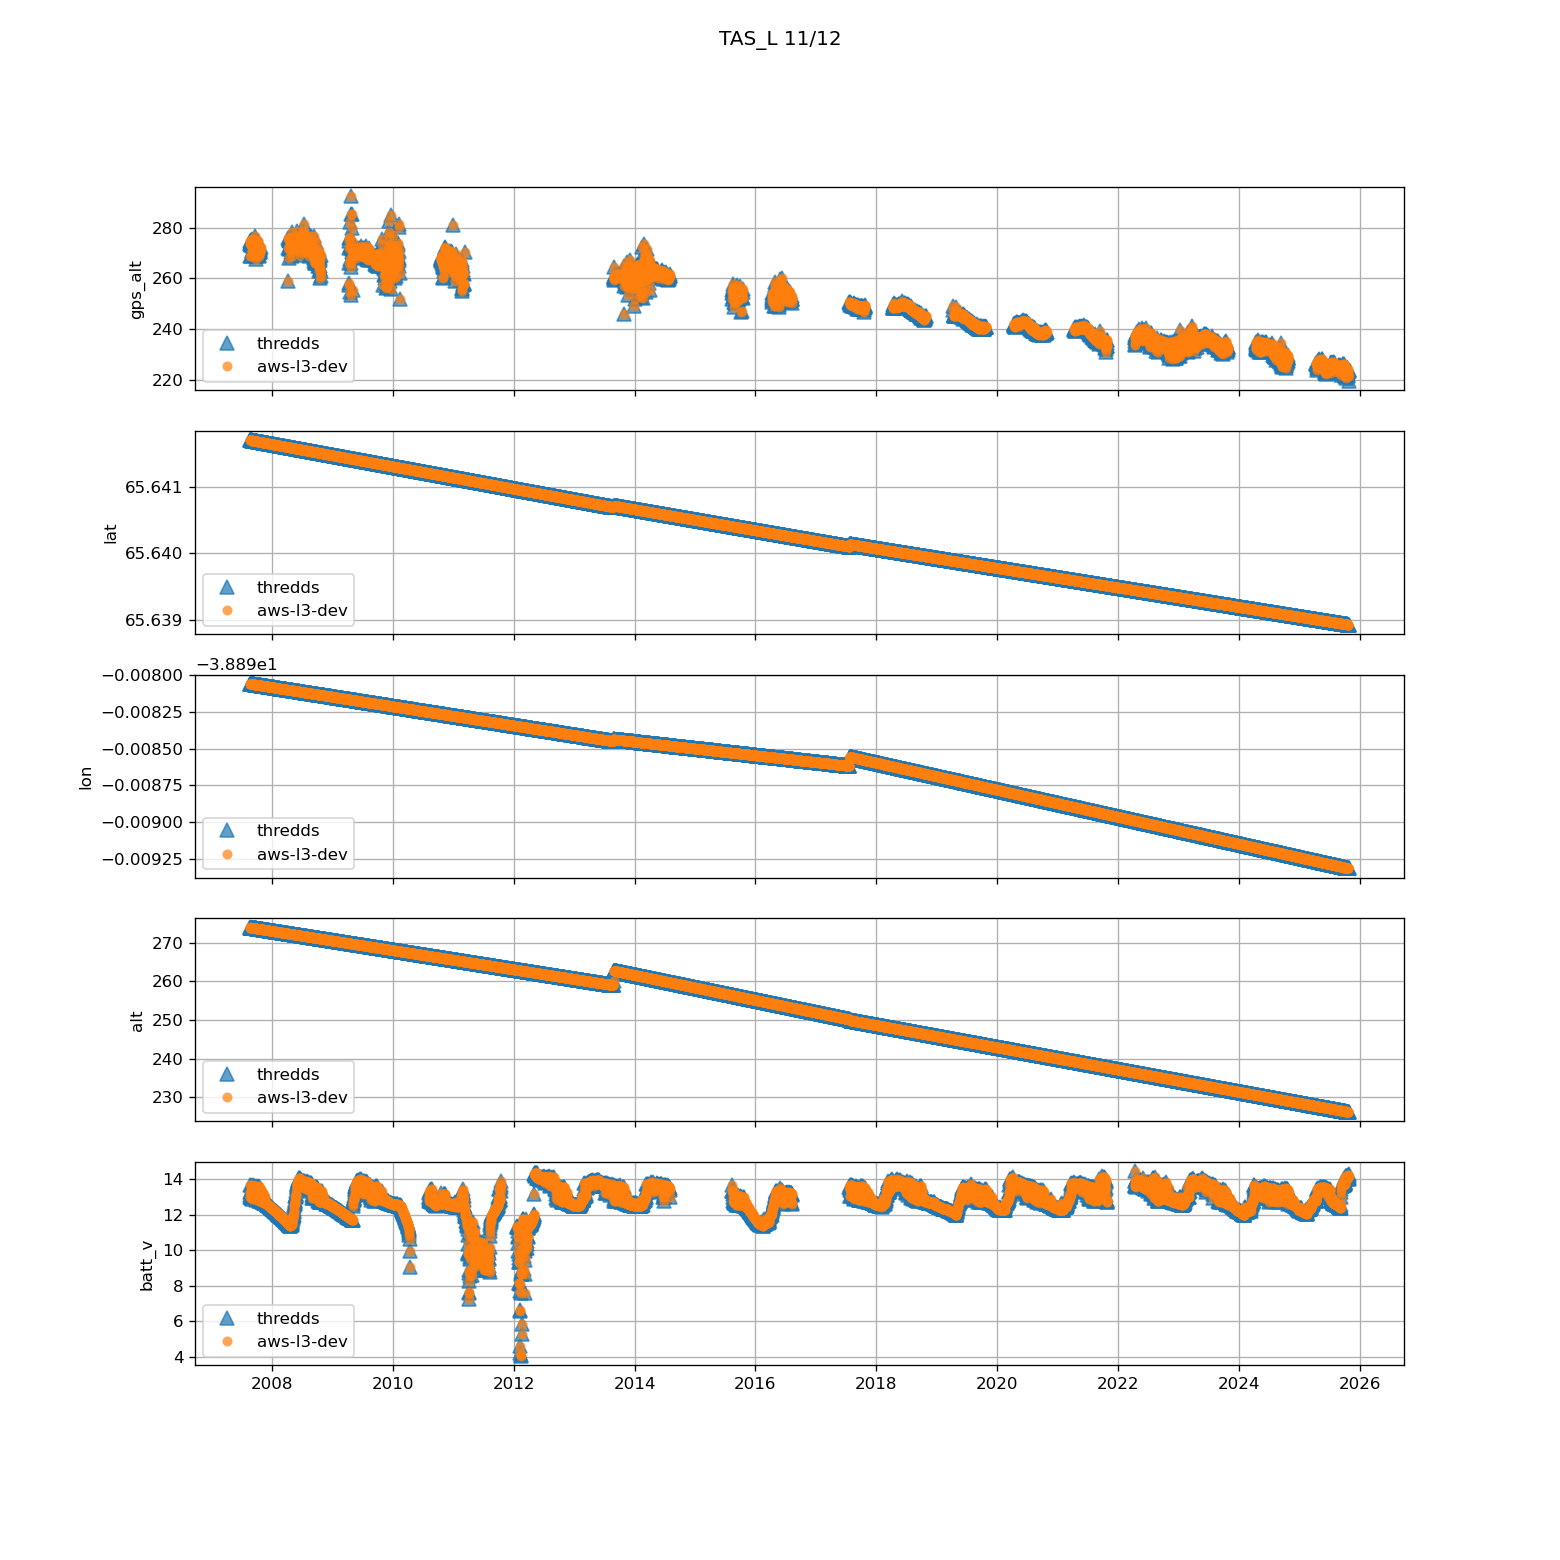 TAS_L 11/12
280
260
240
220
gps_alt
thredds
aws-l3-dev
65.641
65.640
65.639
lat
thredds
aws-l3-dev
−3.889e1
−0.00800
−0.00825
−0.00850
−0.00875
−0.00900
−0.00925
lon
thredds
aws-l3-dev
270
260
250
240
230
alt
thredds
aws-l3-dev
14
12
10
8
6
4
batt_v
thredds
aws-l3-dev
2008 2010 2012 2014 2016 2018 2020 2022 2024 2026